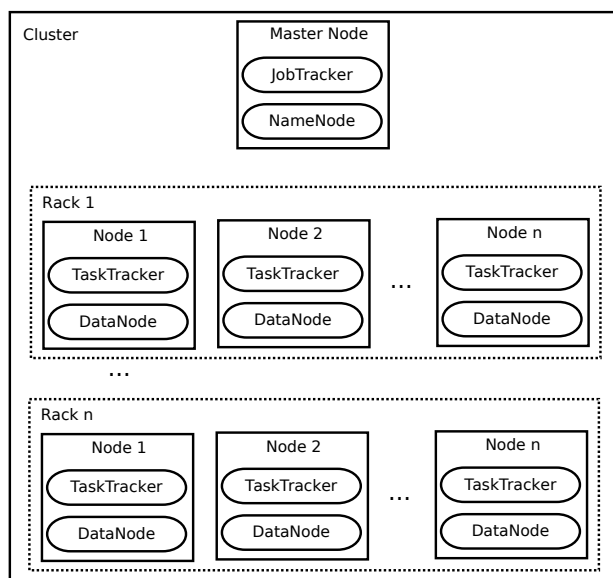 Cluster
Master Node
JobTracker
NameNode
Rack 1
Node 1
TaskTracker
DataNode
Node 2
TaskTracker
DataNode
...
Node n
TaskTracker
DataNode
...
Rack n
Node 1
TaskTracker
DataNode
Node 2
TaskTracker
DataNode
...
Node n
TaskTracker
DataNode